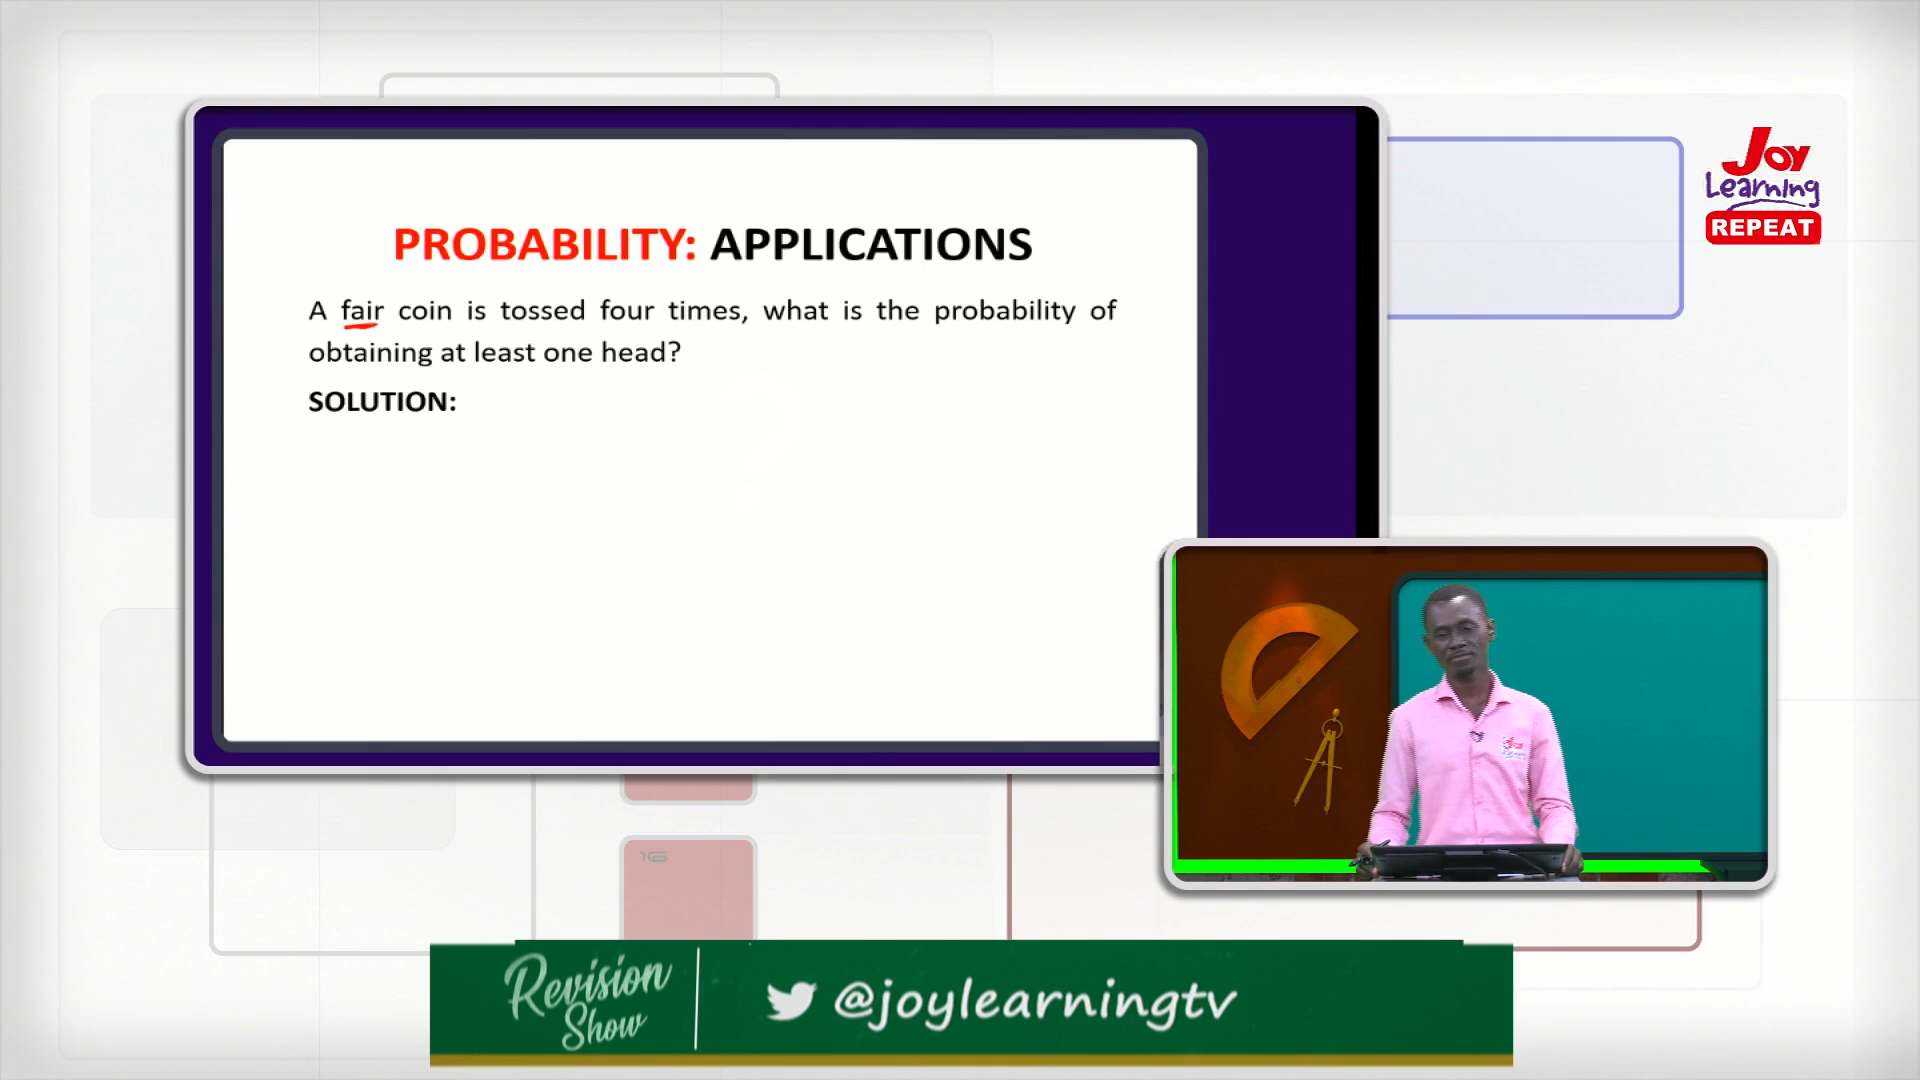 Joy
Learning
REPEAT
PROBABILITY: APPLICATIONS
A fair coin is tossed four times, what is the probability of
obtaining at least one head?
SOLUTION:
16
Revision
Show
@joylearningtv